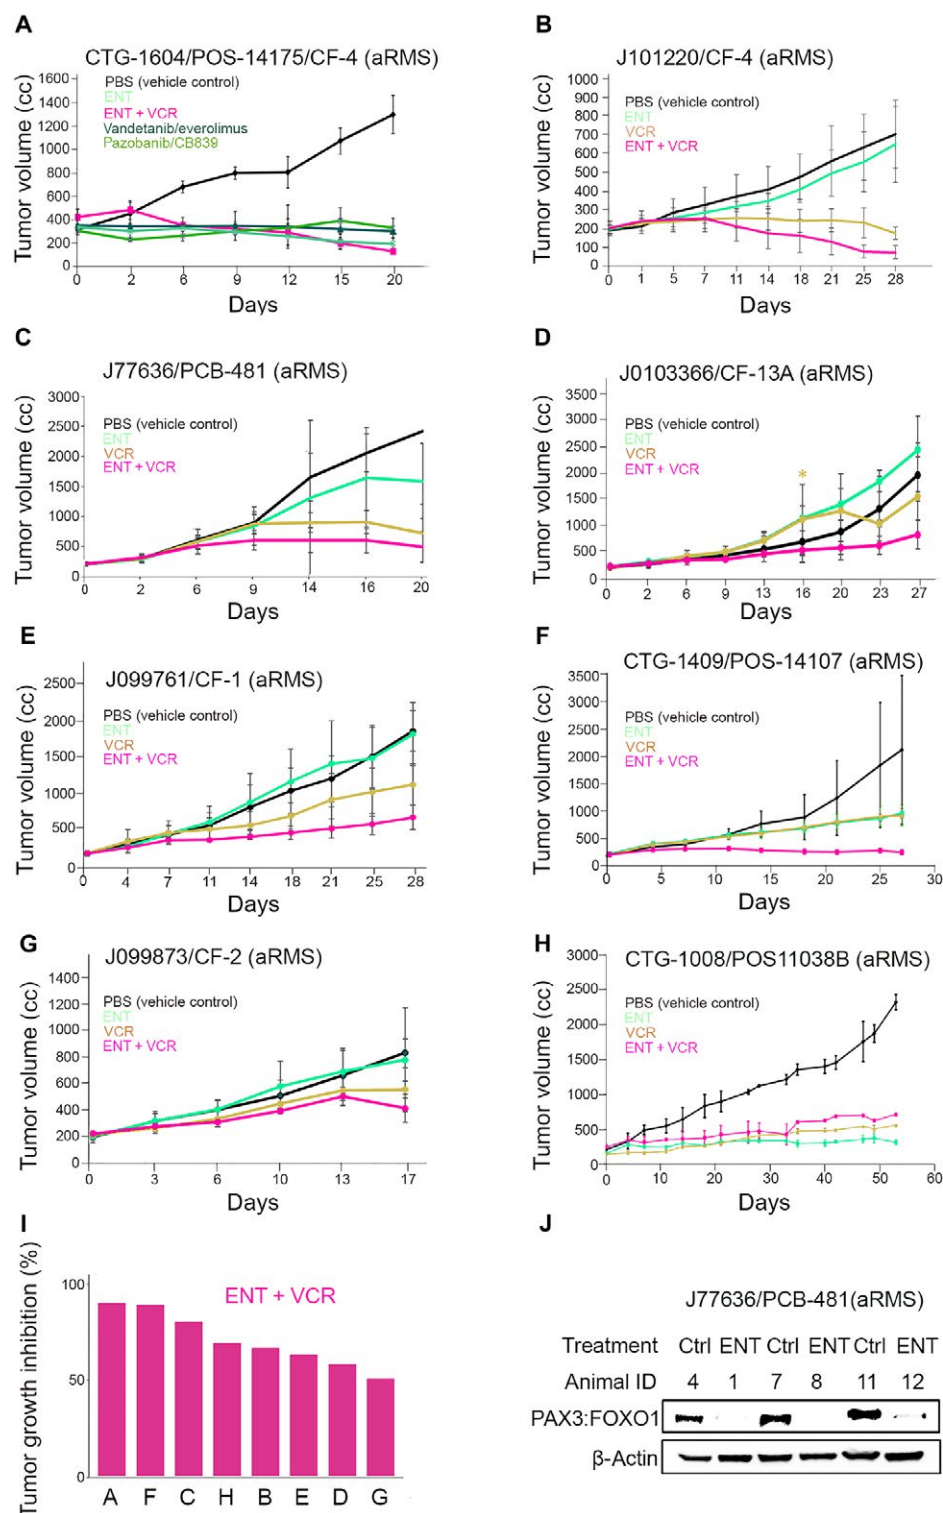 A
CTG-1604/POS-14175/CF-4 (aRMS)
Tumor volume (cc)
1600
1400
1200
1000
800
600
400
200
0
PBS (vehicle control)
ENT
ENT + VCR
Vandetanib/everolimus
Pazobanib/CB839
0 2 6 9 12 15 20
Days
B
J101220/CF-4 (aRMS)
Tumor volume (cc)
1000
900
800
700
600
400
300
200
100
0
PBS (vehicle control)
ENT
VCR
ENT + VCR
0 1 5 7 11 14 18 21 25 28
Days
C
J77636/PCB-481 (aRMS)
Tumor volume (cc)
3000
2500
2000
1500
1000
500
0
PBS (vehicle control)
ENT
VCR
ENT + VCR
0 2 6 9 14 16 20
Days
D
J0103366/CF-13A (aRMS)
Tumor volume (cc)
3500
3000
2500
2000
1500
1000
500
0
PBS (vehicle control)
ENT
VCR
ENT + VCR
*
0 2 6 9 13 16 20 23 27
Days
E
J099761/CF-1 (aRMS)
Tumor volume (cc)
2500
2000
1500
1000
500
0
PBS (vehicle control)
ENT
VCR
ENT + VCR
0 4 7 11 14 18 21 25 28
Days
F
CTG-1409/POS-14107 (aRMS)
Tumor volume (cc)
3500
3000
2500
2000
1400
1000
500
0
PBS (vehicle control)
ENT
VCR
ENT + VCR
0 5 10 15 20 25 30
Days
G
J099873/CF-2 (aRMS)
Tumor volume (cc)
1400
1200
1000
800
600
400
200
0
PBS (vehicle control)
ENT
VCR
ENT + VCR
0 3 6 10 13 17
Days
H
CTG-1008/POS11038B (aRMS)
Tumor volume (cc)
3000
2500
2000
1500
500
0
PBS (vehicle control)
ENT
VCR
ENT + VCR
0 10 20 30 40 50 60
Days
I
Tumor growth inhibition (%)
100
50
0
ENT + VCR
A F C H B E D G
J
J77636/PCB-481(aRMS)
Treatment Ctrl ENT Ctrl ENT Ctrl ENT
Animal ID 4 1 7 8 11 12
PAX3:FOXO1
β-Actin